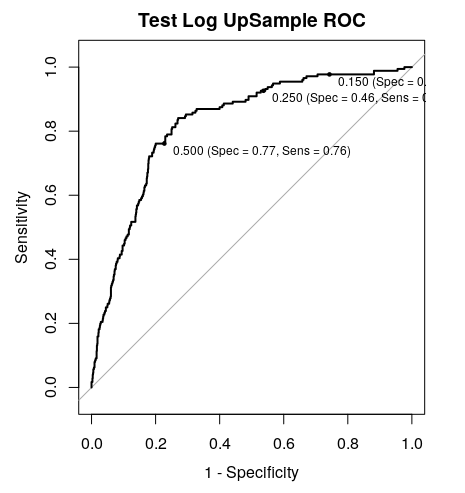 Test Log UpSample ROC
Sensitivity
1.0
0.8
0.6
0.4
0.2
0.0
0.150 (Spec = 0.
0.250 (Spec = 0.46, Sens = 0
0.500 (Spec = 0.77, Sens = 0.76)
0.0 0.2 0.4 0.6 0.8 1.0
1 - Specificity